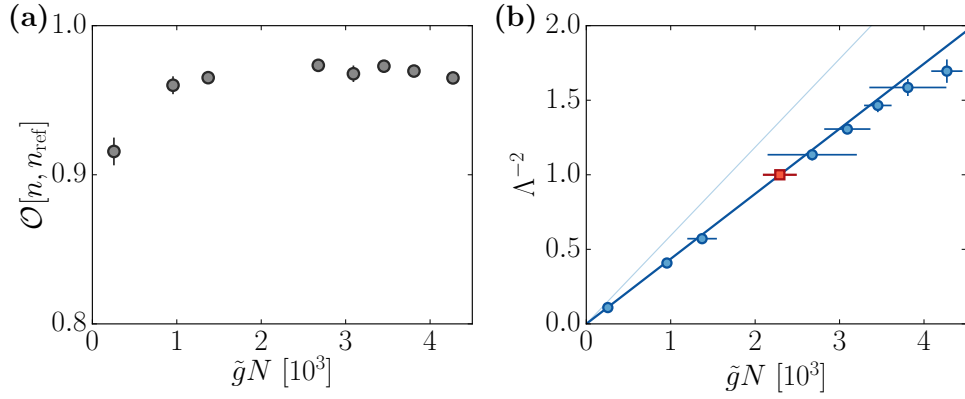 (a)
1.0
0.9
0.8
𝒪[n, n_ref]
0 1 2 3 4
g̃N [10³]
(b)
2.0
1.5
1.0
0.5
0.0
Λ⁻²
0 1 2 3 4
g̃N [10³]